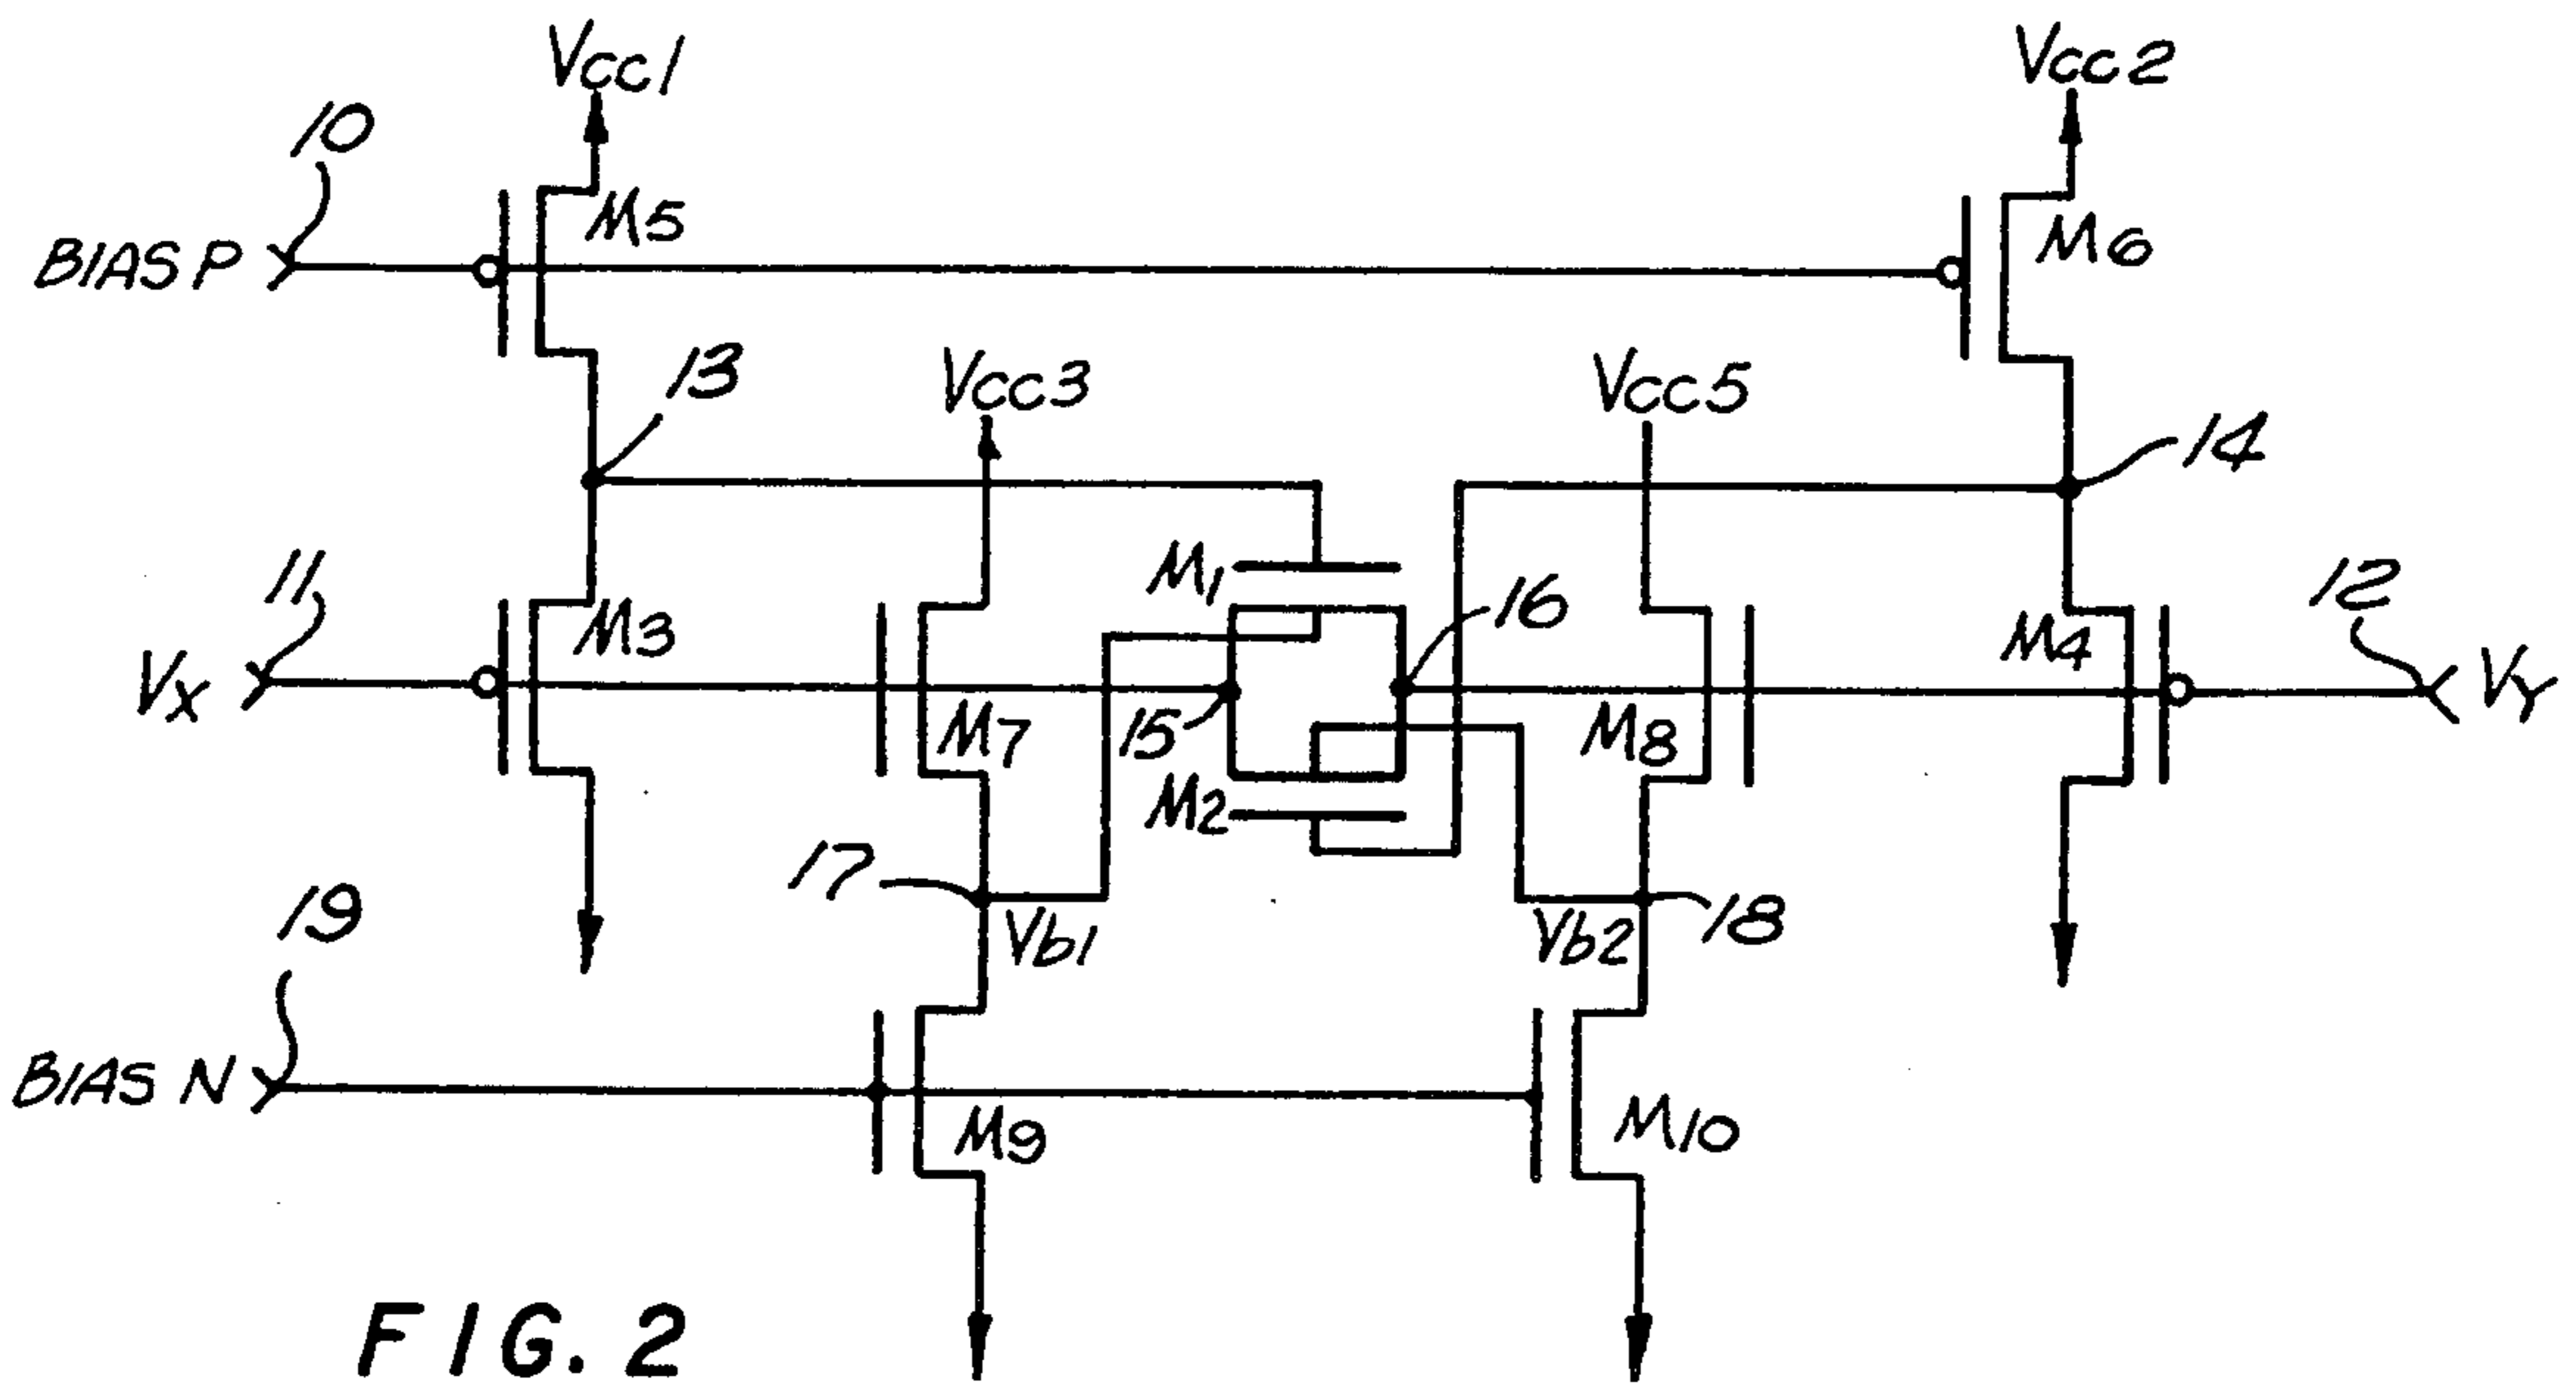 Vcc1
Vcc2
10
M5
M6
BIAS P
13
Vcc3
Vcc5
14
11
M1
16
12
M3
M4
Vx
VY
M7
15
M8
M2
17
18
19
Vb1
Vb2
BIAS N
M9
M10
FIG. 2